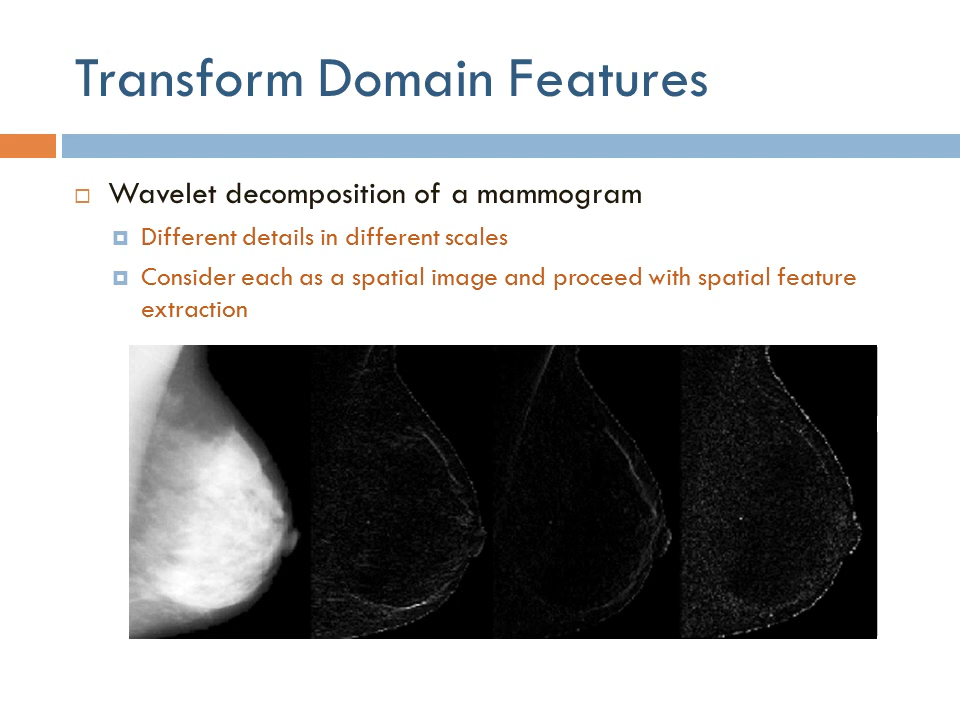 Transform Domain Features
Wavelet decomposition of a mammogram
Different details in different scales
Consider each as a spatial image and proceed with spatial feature
extraction